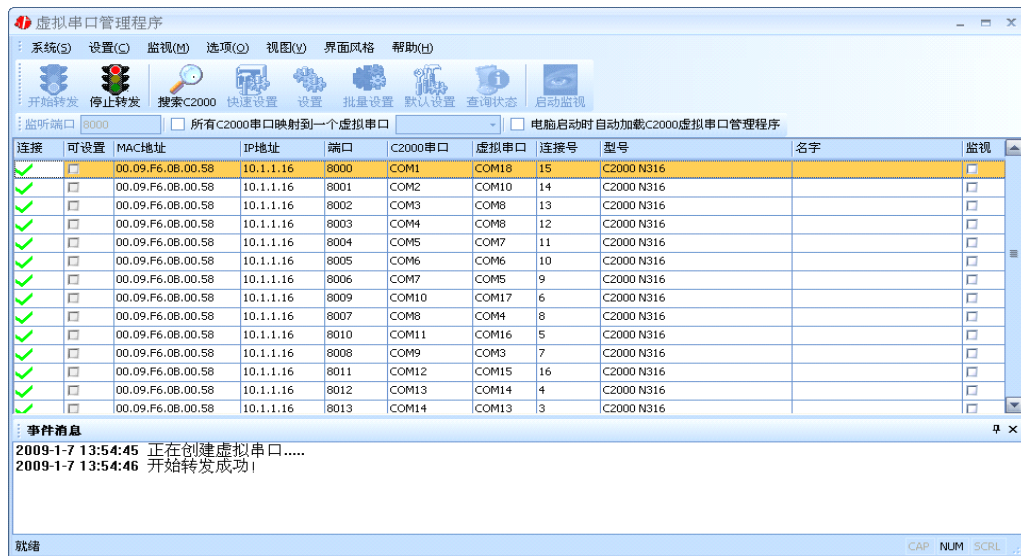 虚拟串口管理程序
系统(S) 设置(C) 监视(M) 选项(O) 视图(V) 界面风格 帮助(H)
开始转发 停止转发 搜索C2000 快速设置 设置 批量设置 默认设置 查询状态 启动监视
监听端口 8000 所有C2000串口映射到一个虚拟串口 电脑启动时自动加载C2000虚拟串口管理程序
连接 可设置 MAC地址 IP地址 端口 C2000串口 虚拟串口 连接号 型号 名字 监视
00.09.F6.0B.00.58 10.1.1.16 8000 COM1 COM18 15 C2000 N316
00.09.F6.0B.00.58 10.1.1.16 8001 COM2 COM10 14 C2000 N316
00.09.F6.0B.00.58 10.1.1.16 8002 COM3 COM8 13 C2000 N316
00.09.F6.0B.00.58 10.1.1.16 8003 COM4 COM8 12 C2000 N316
00.09.F6.0B.00.58 10.1.1.16 8004 COM5 COM7 11 C2000 N316
00.09.F6.0B.00.58 10.1.1.16 8005 COM6 COM6 10 C2000 N316
00.09.F6.0B.00.58 10.1.1.16 8006 COM7 COM5 9 C2000 N316
00.09.F6.0B.00.58 10.1.1.16 8009 COM10 COM17 6 C2000 N316
00.09.F6.0B.00.58 10.1.1.16 8007 COM8 COM4 8 C2000 N316
00.09.F6.0B.00.58 10.1.1.16 8010 COM11 COM16 5 C2000 N316
00.09.F6.0B.00.58 10.1.1.16 8008 COM9 COM3 7 C2000 N316
00.09.F6.0B.00.58 10.1.1.16 8011 COM12 COM15 16 C2000 N316
00.09.F6.0B.00.58 10.1.1.16 8012 COM13 COM14 4 C2000 N316
00.09.F6.0B.00.58 10.1.1.16 8013 COM14 COM13 3 C2000 N316
事件消息
2009-1-7 13:54:45 正在创建虚拟串口.....
2009-1-7 13:54:46 开始转发成功!
就绪 CAP NUM SCRL